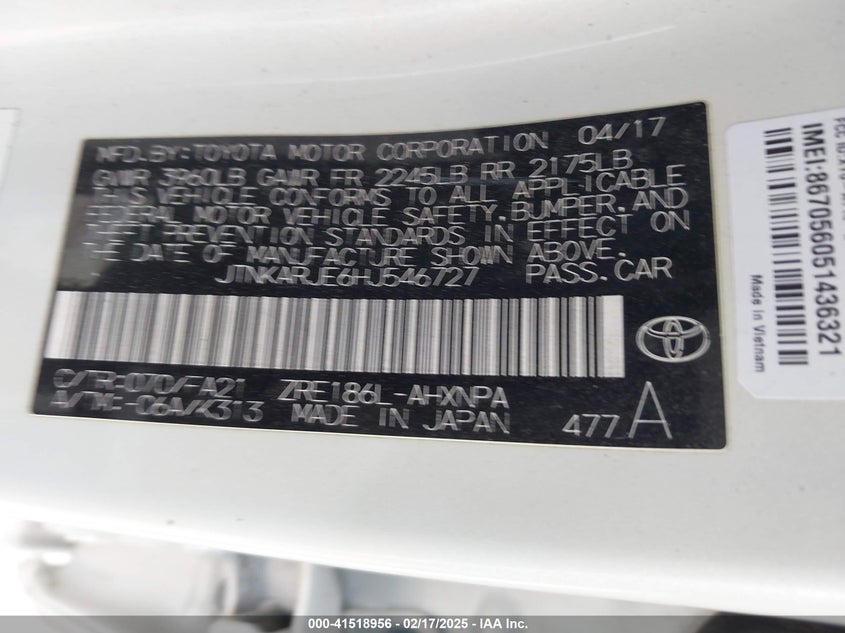 MFD.BY:TOYOTA MOTOR CORPORATION 04/17
GVWR 3960LB GAWR FR 2245LB RR 2175LB
THIS VEHICLE CONFORMS TO ALL APPLICABLE
FEDERAL MOTOR VEHICLE SAFETY,BUMPER,AND
THEFT PREVENTION STANDARDS IN EFFECT ON
THE DATE OF MANUFACTURE SHOWN ABOVE.
JTNKARJE6HJ546727 PASS.CAR
C/TR:070/FA21 ZRE186L-AHXNPA
A/TM:-06A/K313 MADE IN JAPAN
477 A
IMEI:867056051436321
Made in Vietnam
000-41518956 - 02/17/2025 - IAA Inc.